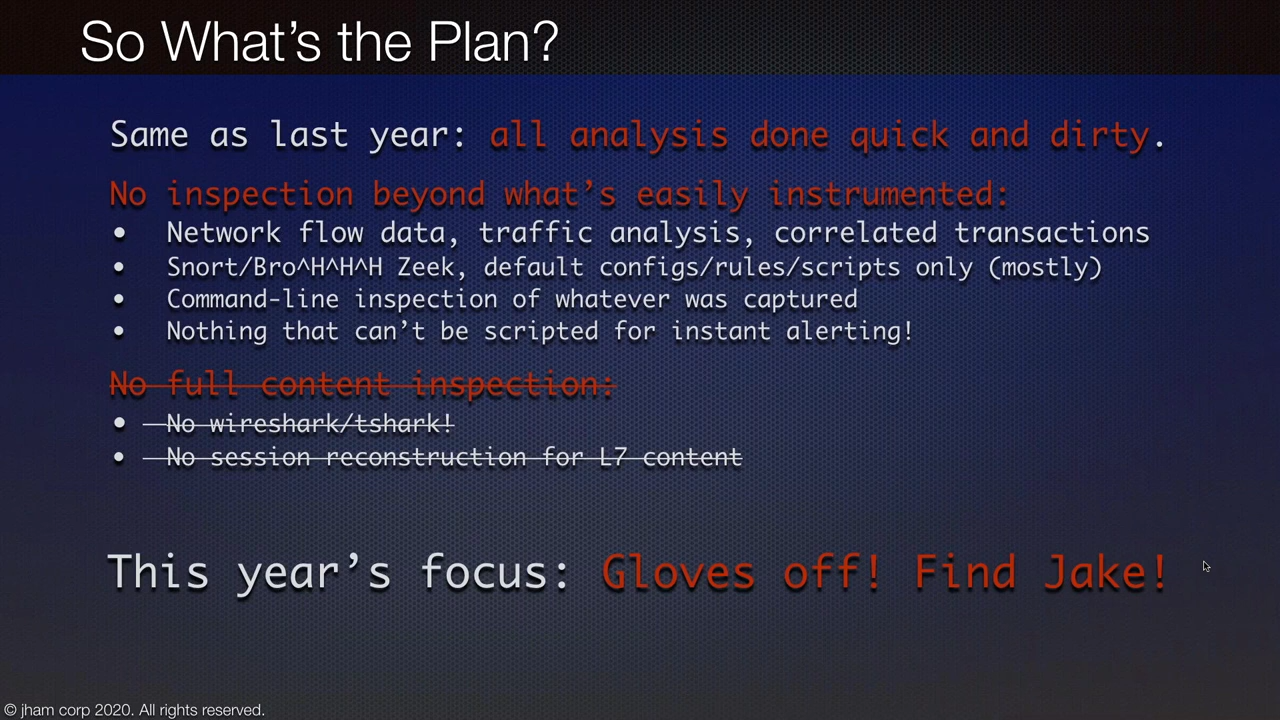 So What’s the Plan?
Same as last year: all analysis done quick and dirty.
No inspection beyond what’s easily instrumented:
• Network flow data, traffic analysis, correlated transactions
• Snort/Bro^H^H^H Zeek, default configs/rules/scripts only (mostly)
• Command-line inspection of whatever was captured
• Nothing that can’t be scripted for instant alerting!
No full content inspection:
• No wireshark/tshark!
• No session reconstruction for L7 content
This year’s focus: Gloves off! Find Jake!
© jham corp 2020. All rights reserved.